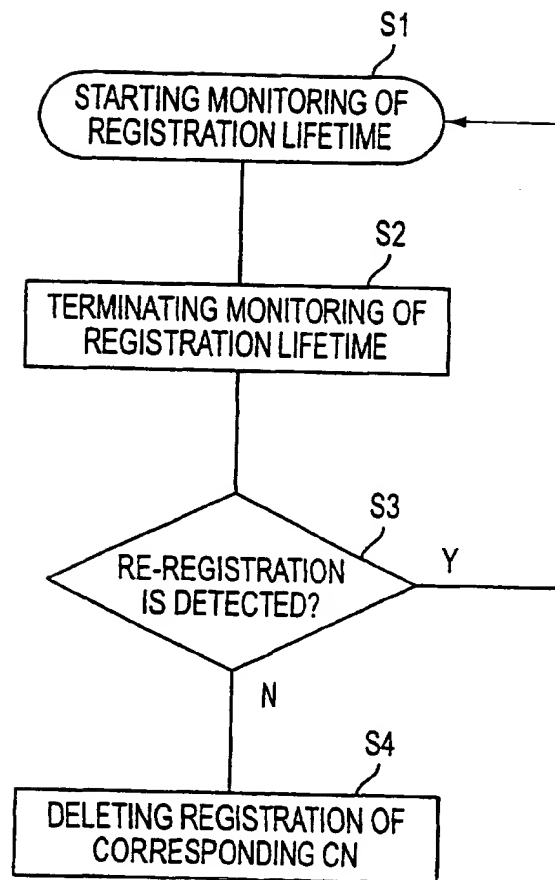 S1
STARTING MONITORING OF
REGISTRATION LIFETIME
S2
TERMINATING MONITORING OF
REGISTRATION LIFETIME
S3
RE-REGISTRATION
IS DETECTED?
Y
N
S4
DELETING REGISTRATION OF
CORRESPONDING CN